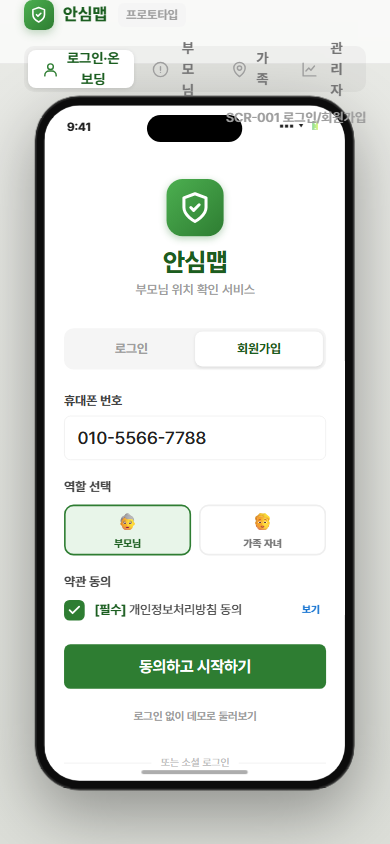 안심맵 프로토타입
로그인·온
보딩
부
모
님
가
족
관
리
자
SCR-001 로그인/회원가입
9:41
안심맵
부모님 위치 확인 서비스
로그인 회원가입
휴대폰 번호
010-5566-7788
역할 선택
부모님 가족 자녀
약관 동의
[필수] 개인정보처리방침 동의 보기
동의하고 시작하기
로그인 없이 데모로 둘러보기
또는 소셜 로그인